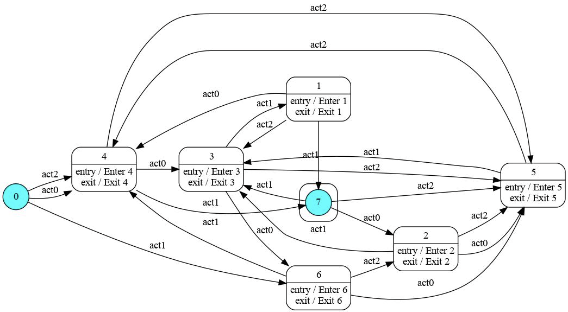 act2
act2
1
entry / Enter 1
exit / Exit 1
act0
act1
act2
4
entry / Enter 4
exit / Exit 4
act0
3
entry / Enter 3
exit / Exit 3
act1
act1
act2
5
entry / Enter 5
exit / Exit 5
0
act2
act0
act1
act1
7
act2
act0
act1
act1
act0
act1
2
entry / Enter 2
exit / Exit 2
act2
act0
6
entry / Enter 6
exit / Exit 6
act2
act0